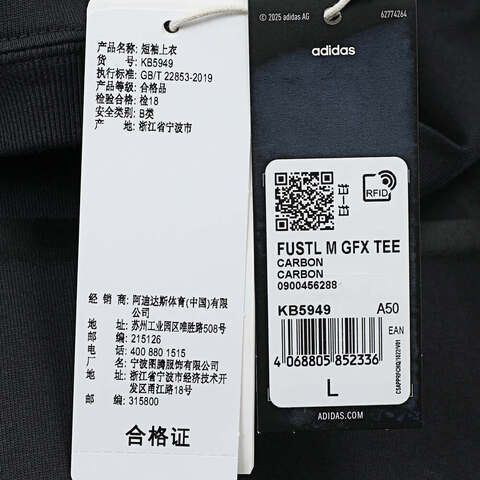 产品名称: 短袖上衣
货 号: KB5949
执行标准: GB/T 22853-2019
产品等级: 合格品
检验合格: 检18
安全类别: B类
产 地: 浙江省宁波市
经 销 商: 阿迪达斯体育(中国)有限
公司
地 址: 苏州工业园区唯胜路508号
邮 编: 215126
电 话: 400 880 1515
厂 名: 宁波图腾服饰有限公司
地 址: 浙江省宁波市经济技术开
发区甬江路18号
邮 编: 315800
合格证
© 2025 adidas AG
62774264
adidas
RFID
FUSTL M GFX TEE
CARBON
CARBON
0900456288
KB5949 A50
EAN
4 068805 852336
L
ADIDAS.COM